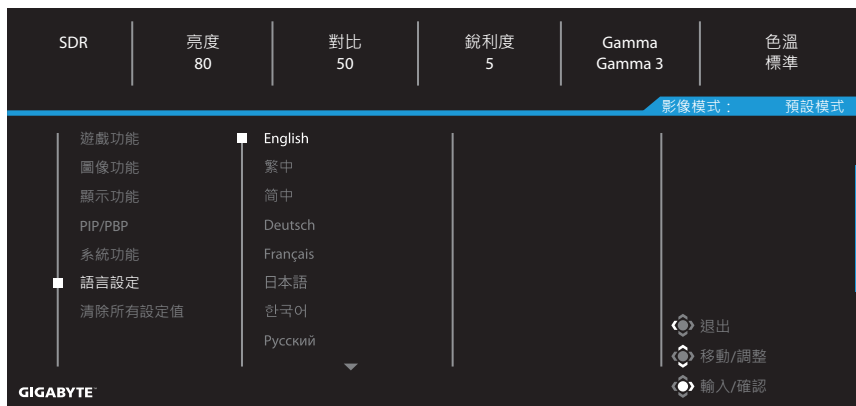 SDR
亮度
80
對比
50
銳利度
5
Gamma
Gamma 3
色溫
標準
影像模式： 預設模式
遊戲功能
圖像功能
顯示功能
PIP/PBP
系統功能
語言設定
清除所有設定值
English
繁中
简中
Deutsch
Français
日本語
한국어
Русский
退出
移動/調整
輸入/確認
GIGABYTE™